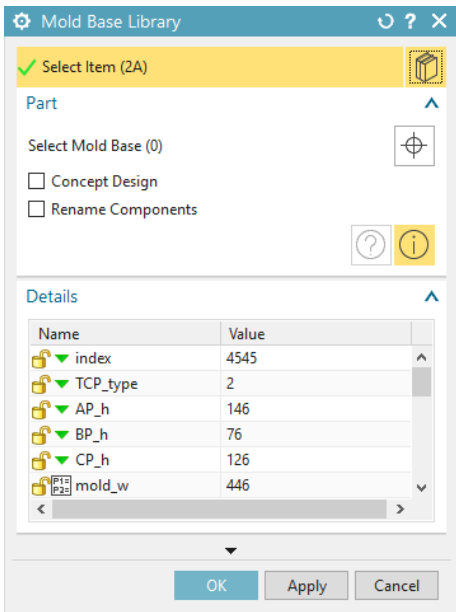 Mold Base Library ?
Select Item (2A)
Part
Select Mold Base (0)
Concept Design
Rename Components
?
i
Details
Name Value
index 4545
TCP_type 2
AP_h 146
BP_h 76
CP_h 126
P1=
P2= mold_w 446
OK Apply Cancel